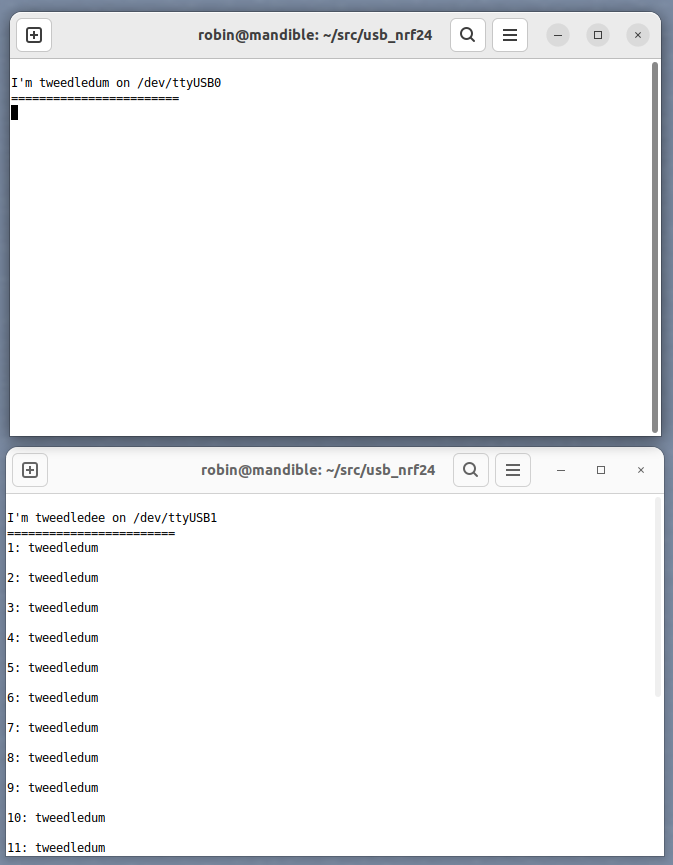 robin@mandible: ~/src/usb_nrf24
I'm tweedledum on /dev/ttyUSB0
========================
robin@mandible: ~/src/usb_nrf24
I'm tweedledee on /dev/ttyUSB1
========================
1: tweedledum
2: tweedledum
3: tweedledum
4: tweedledum
5: tweedledum
6: tweedledum
7: tweedledum
8: tweedledum
9: tweedledum
10: tweedledum
11: tweedledum